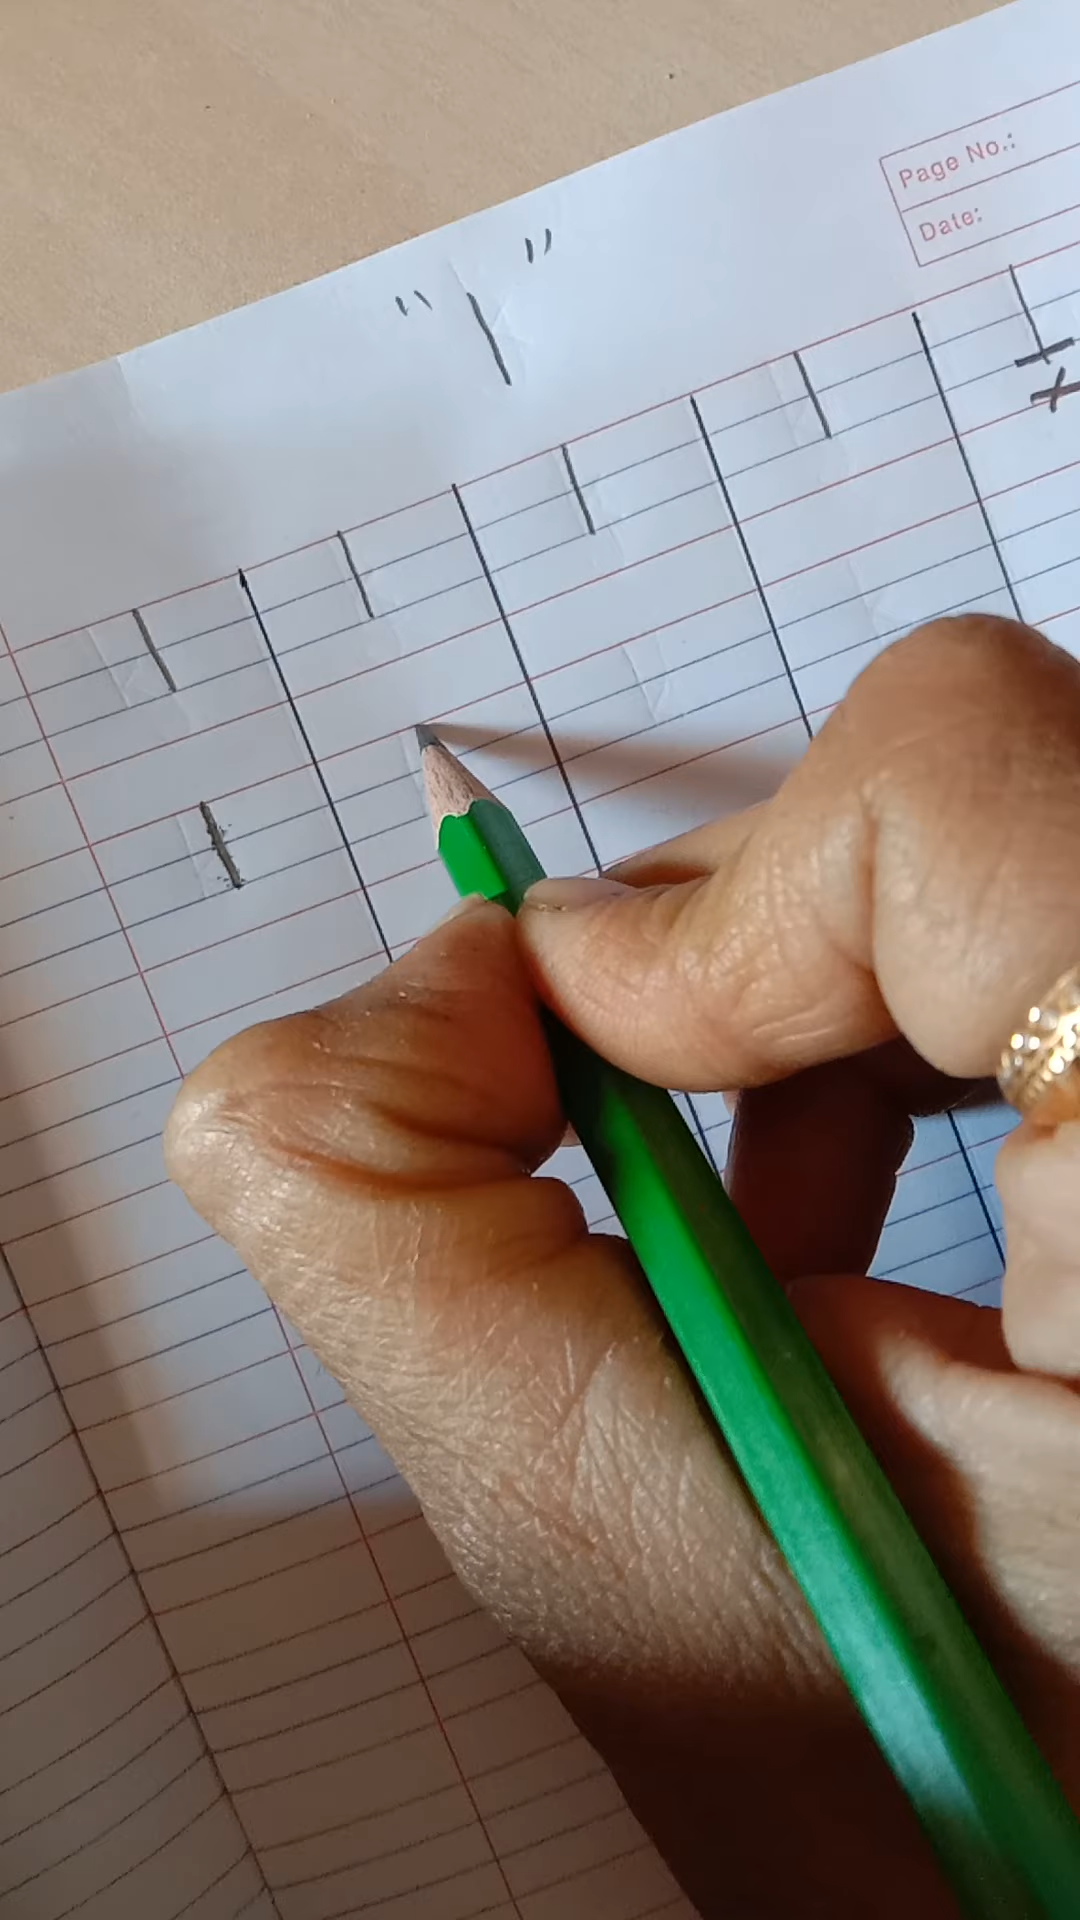 Page No.:
Date:
" | "
| | | | |
|